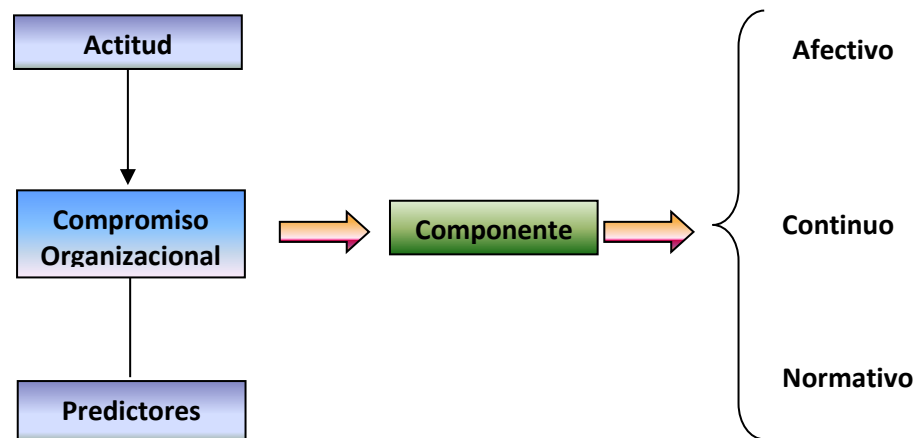 Actitud
Afectivo
Compromiso
Organizacional
Componente
Continuo
Normativo
Predictores